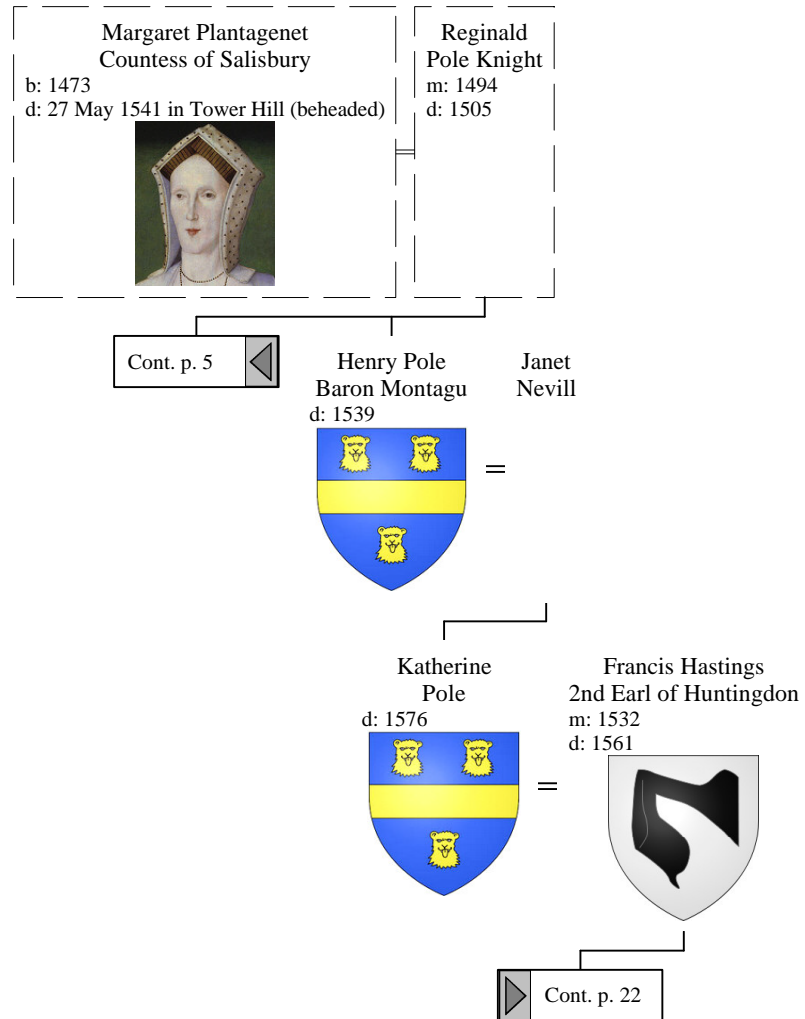 Margaret Plantagenet
Countess of Salisbury
b: 1473
d: 27 May 1541 in Tower Hill (beheaded)
Reginald
Pole Knight
m: 1494
d: 1505
Cont. p. 5
Henry Pole
Baron Montagu
d: 1539
Janet
Nevill
Katherine
Pole
d: 1576
Francis Hastings
2nd Earl of Huntingdon
m: 1532
d: 1561
Cont. p. 22